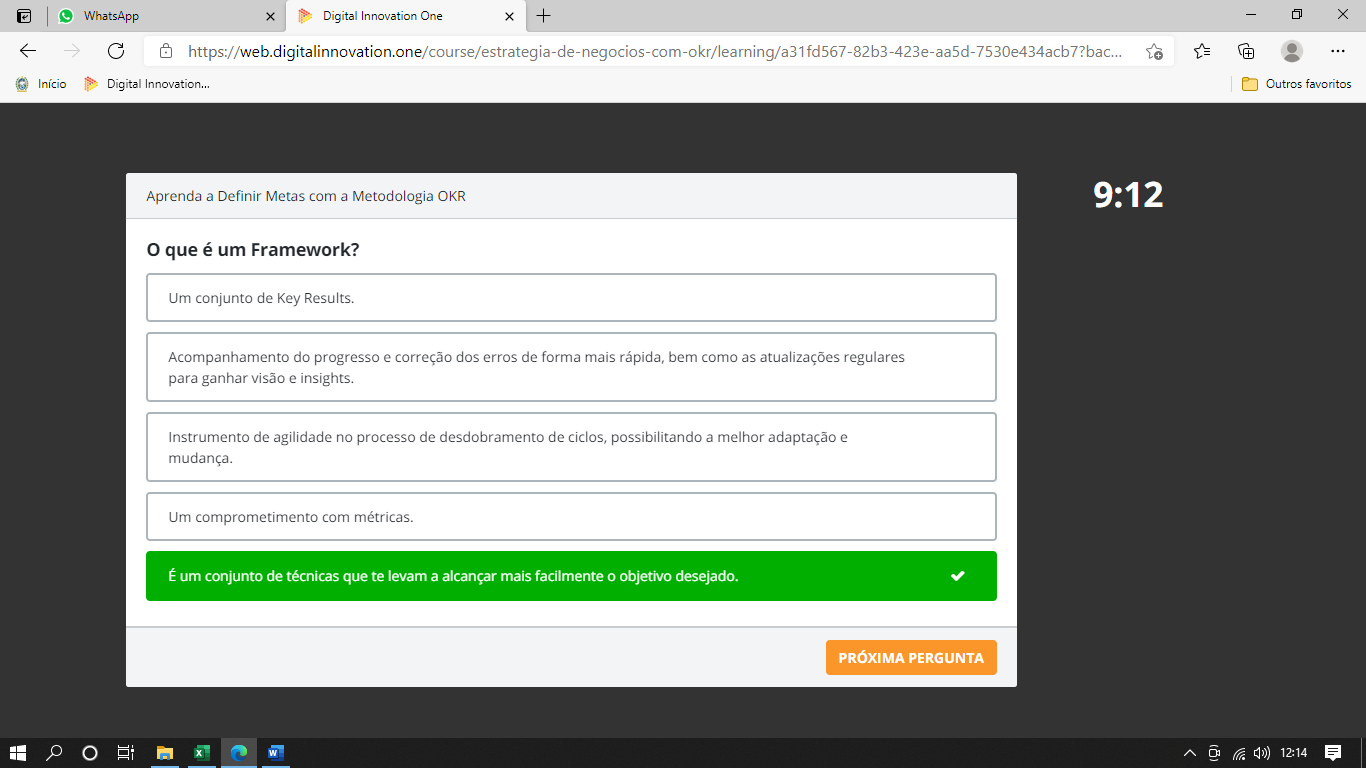 WhatsApp
Digital Innovation One
https://web.digitalinnovation.one/course/estrategia-de-negocios-com-okr/learning/a31fd567-82b3-423e-aa5d-7530e434acb7?bac...
Início
Digital Innovation...
Outros favoritos
Aprenda a Definir Metas com a Metodologia OKR
9:12
O que é um Framework?
Um conjunto de Key Results.
Acompanhamento do progresso e correção dos erros de forma mais rápida, bem como as atualizações regulares
para ganhar visão e insights.
Instrumento de agilidade no processo de desdobramento de ciclos, possibilitando a melhor adaptação e
mudança.
Um comprometimento com métricas.
É um conjunto de técnicas que te levam a alcançar mais facilmente o objetivo desejado.
PRÓXIMA PERGUNTA
12:14